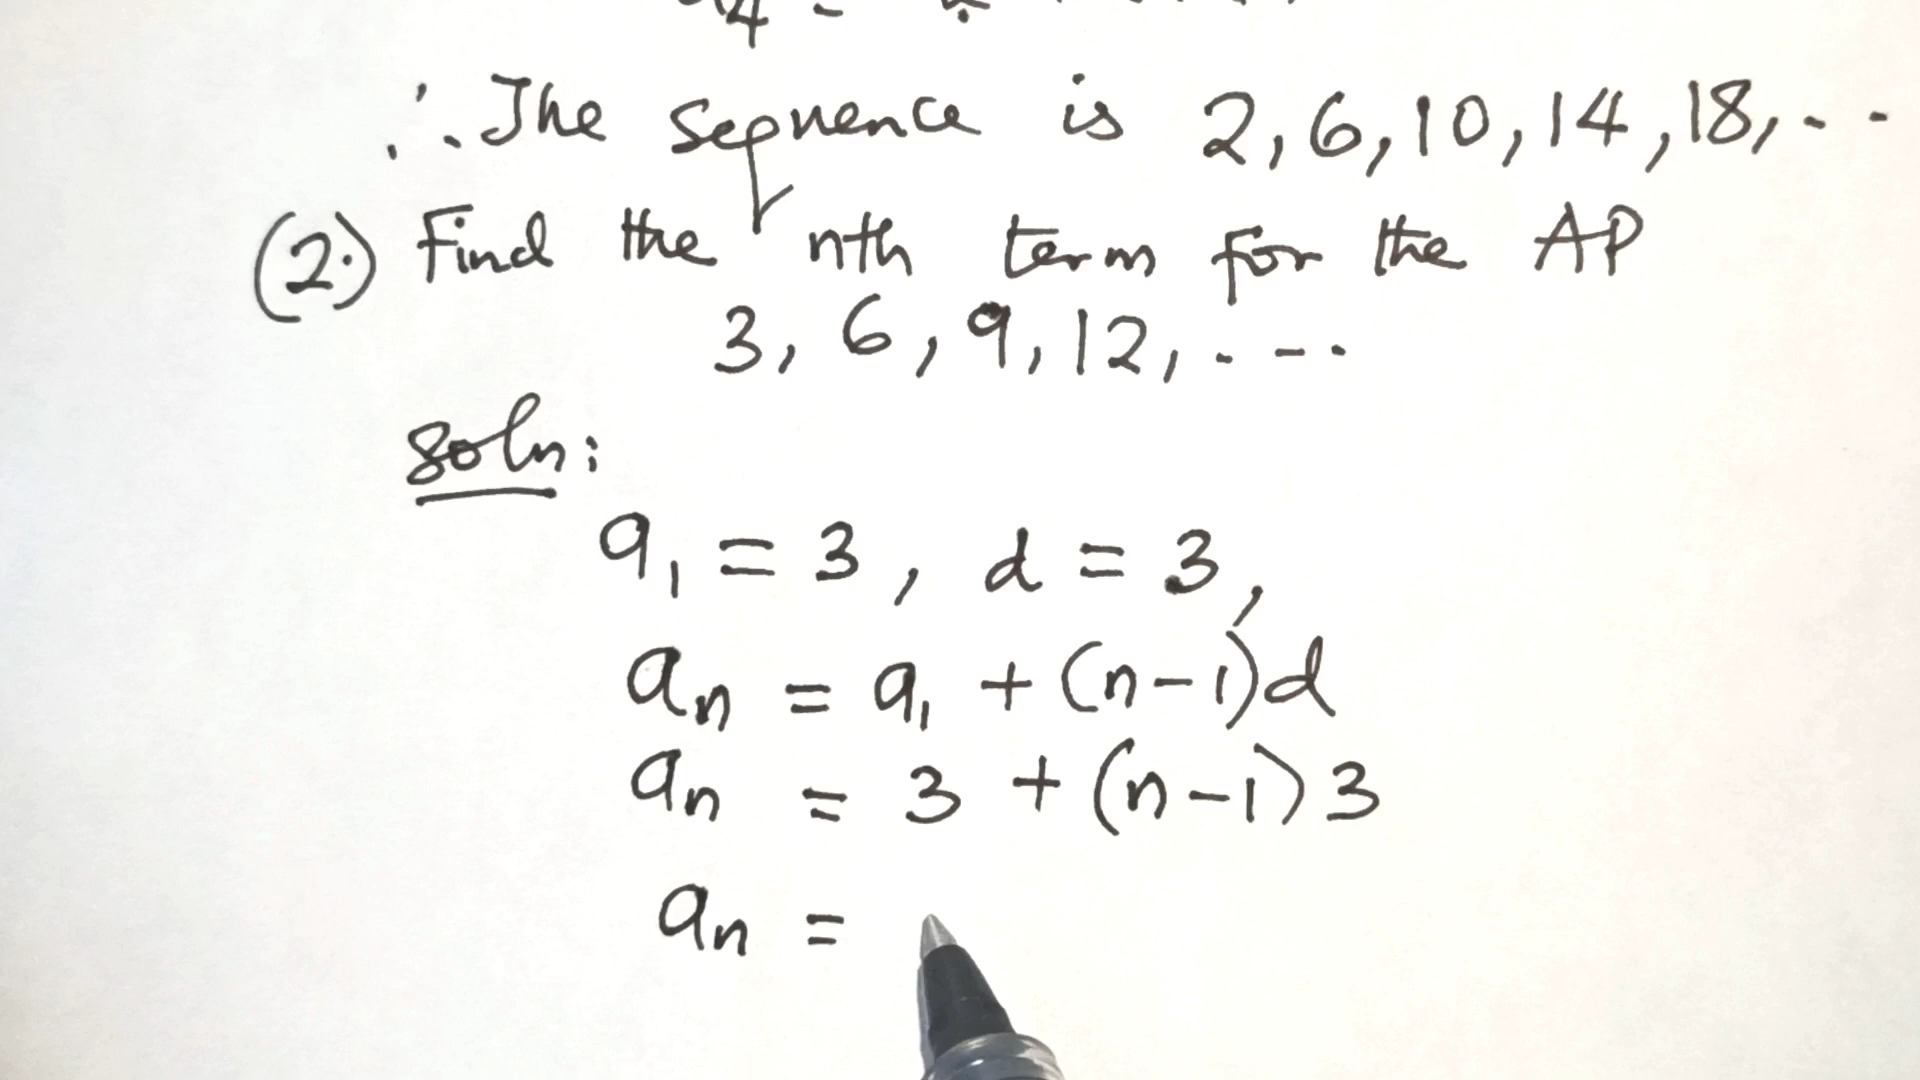 ∴ The sequence is 2, 6, 10, 14, 18, . - -
(2.) Find the nth term for the AP
3, 6, 9, 12, . - - .
soln:
a₁ = 3, d = 3,
aₙ = a₁ + (n-1)d
aₙ = 3 + (n-1)3
aₙ =